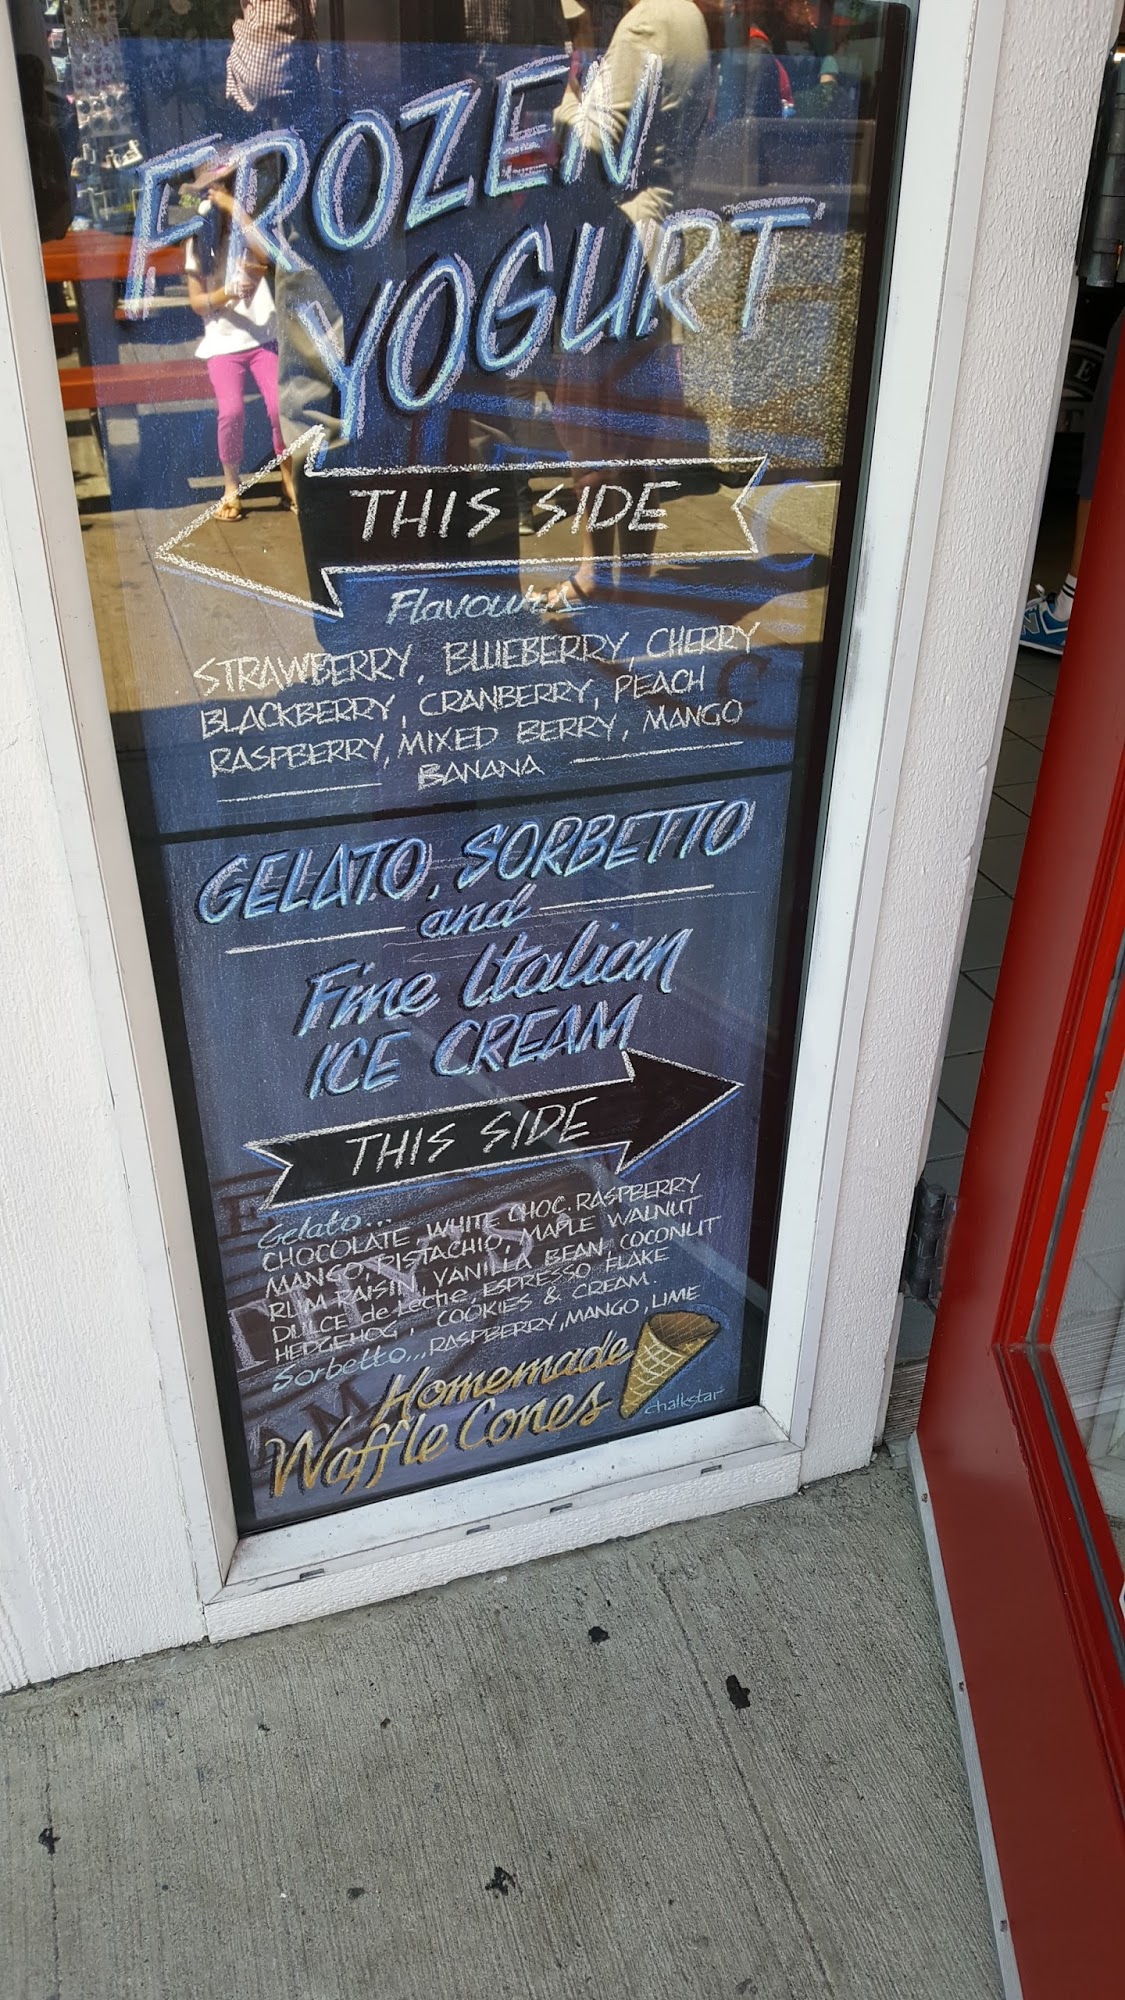 FROZEN
YOGURT
THIS SIDE
Flavours
STRAWBERRY, BLUEBERRY, CHERRY
BLACKBERRY, CRANBERRY, PEACH
RASPBERRY, MIXED BERRY, MANGO
BANANA
GELATO, SORBETTO
and
Fine Italian
ICE CREAM
THIS SIDE
Gelato...
CHOCOLATE, WHITE CHOC. RASPBERRY
MANGO, PISTACHIO, MAPLE WALNUT
RUM RAISIN, VANILLA BEAN, COCONUT
DULCE de Leche, ESPRESSO FLAKE
HEDGEHOG, COOKIES & CREAM.
Sorbetto... RASPBERRY, MANGO, LIME
Homemade
Waffle Cones
chalkstar